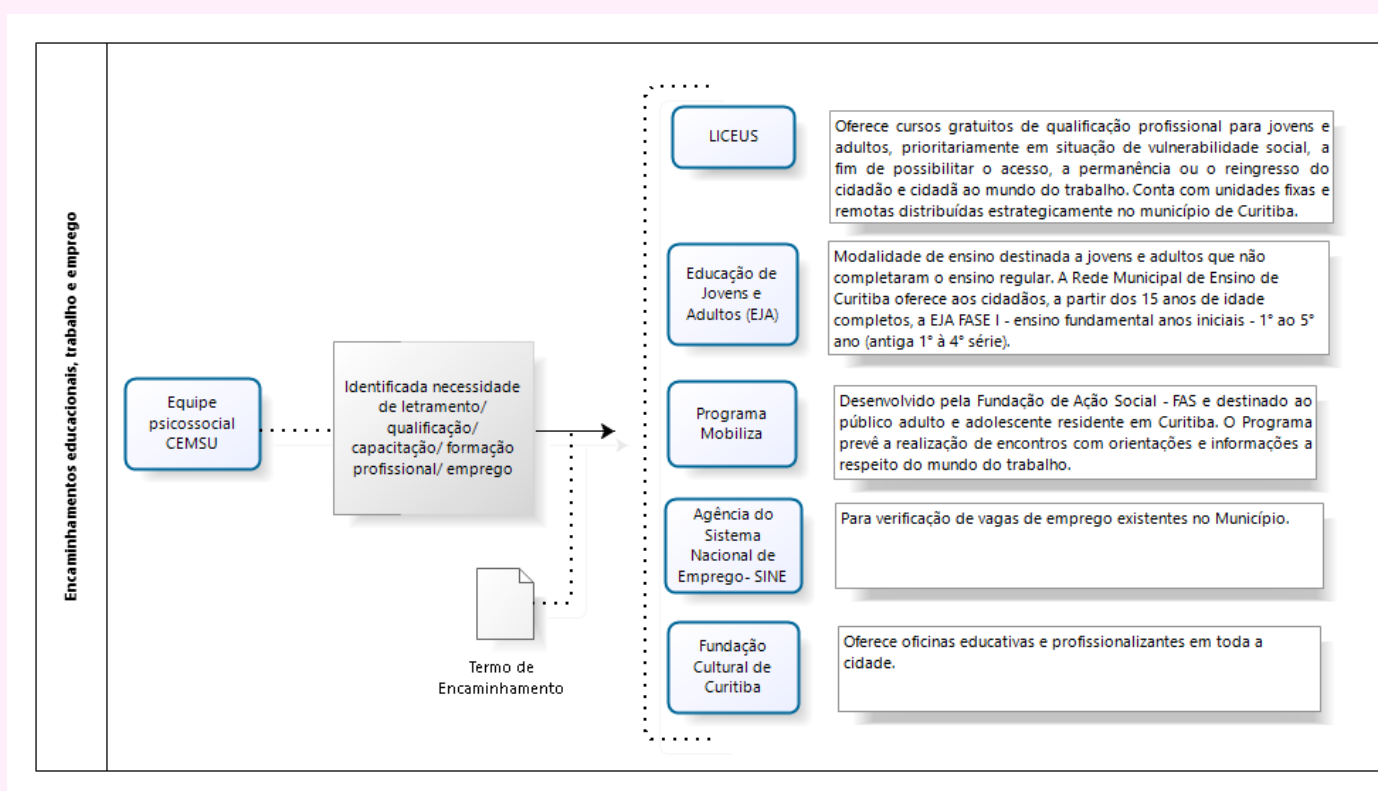 Encaminhamentos educacionais, trabalho e emprego
Equipe
psicossocial
CEMSU
Identificada necessidade
de letramento/
qualificação/
capacitação/ formação
profissional/ emprego
Termo de
Encaminhamento
LICEUS
Oferece cursos gratuitos de qualificação profissional para jovens e
adultos, prioritariamente em situação de vulnerabilidade social, a
fim de possibilitar o acesso, a permanência ou o reingresso do
cidadão e cidadã ao mundo do trabalho. Conta com unidades fixas e
remotas distribuídas estrategicamente no município de Curitiba.
Educação de
Jovens e
Adultos (EJA)
Modalidade de ensino destinada a jovens e adultos que não
completaram o ensino regular. A Rede Municipal de Ensino de
Curitiba oferece aos cidadãos, a partir dos 15 anos de idade
completos, a EJA FASE I - ensino fundamental anos iniciais - 1° ao 5°
ano (antiga 1° à 4° série).
Programa
Mobiliza
Desenvolvido pela Fundação de Ação Social - FAS e destinado ao
público adulto e adolescente residente em Curitiba. O Programa
prevê a realização de encontros com orientações e informações a
respeito do mundo do trabalho.
Agência do
Sistema
Nacional de
Emprego- SINE
Para verificação de vagas de emprego existentes no Município.
Fundação
Cultural de
Curitiba
Oferece oficinas educativas e profissionalizantes em toda a
cidade.